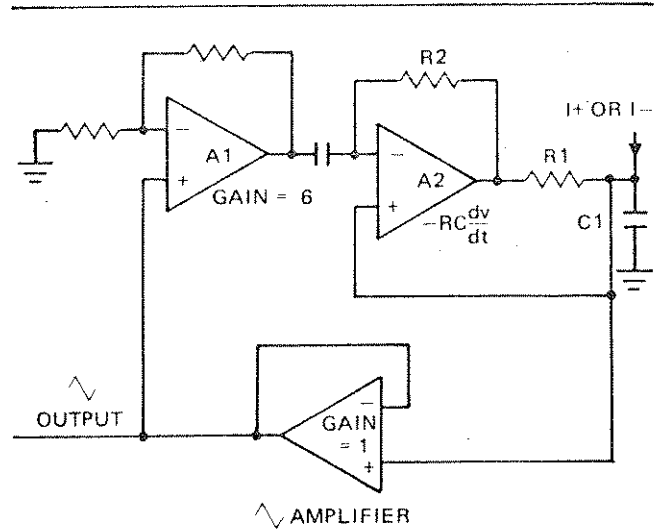 R2
I+ OR I−
−
A1
+
GAIN = 6
−
A2
+
−RC dv/dt
R1
C1
OUTPUT
−
GAIN
= 1
+
AMPLIFIER